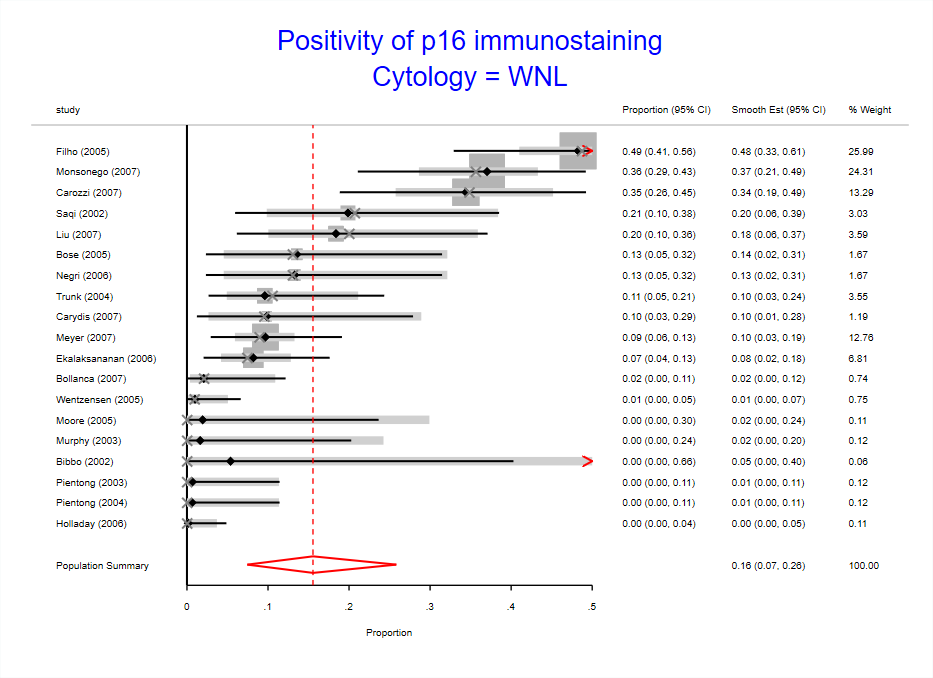 Positivity of p16 immunostaining
Cytology = WNL
study Proportion (95% CI) Smooth Est (95% CI) % Weight
Filho (2005) 0.49 (0.41, 0.56) 0.48 (0.33, 0.61) 25.99
Monsonego (2007) 0.36 (0.29, 0.43) 0.37 (0.21, 0.49) 24.31
Carozzi (2007) 0.35 (0.26, 0.45) 0.34 (0.19, 0.49) 13.29
Saqi (2002) 0.21 (0.10, 0.38) 0.20 (0.06, 0.39) 3.03
Liu (2007) 0.20 (0.10, 0.36) 0.18 (0.06, 0.37) 3.59
Bose (2005) 0.13 (0.05, 0.32) 0.14 (0.02, 0.31) 1.67
Negri (2006) 0.13 (0.05, 0.32) 0.13 (0.02, 0.31) 1.67
Trunk (2004) 0.11 (0.05, 0.21) 0.10 (0.03, 0.24) 3.55
Carydis (2007) 0.10 (0.03, 0.29) 0.10 (0.01, 0.28) 1.19
Meyer (2007) 0.09 (0.06, 0.13) 0.10 (0.03, 0.19) 12.76
Ekalaksananan (2006) 0.07 (0.04, 0.13) 0.08 (0.02, 0.18) 6.81
Bollanca (2007) 0.02 (0.00, 0.11) 0.02 (0.00, 0.12) 0.74
Wentzensen (2005) 0.01 (0.00, 0.05) 0.01 (0.00, 0.07) 0.75
Moore (2005) 0.00 (0.00, 0.30) 0.02 (0.00, 0.24) 0.11
Murphy (2003) 0.00 (0.00, 0.24) 0.02 (0.00, 0.20) 0.12
Bibbo (2002) 0.00 (0.00, 0.66) 0.05 (0.00, 0.40) 0.06
Pientong (2003) 0.00 (0.00, 0.11) 0.01 (0.00, 0.11) 0.12
Pientong (2004) 0.00 (0.00, 0.11) 0.01 (0.00, 0.11) 0.12
Holladay (2006) 0.00 (0.00, 0.04) 0.00 (0.00, 0.05) 0.11
Population Summary 0.16 (0.07, 0.26) 100.00
0 .1 .2 .3 .4 .5
Proportion